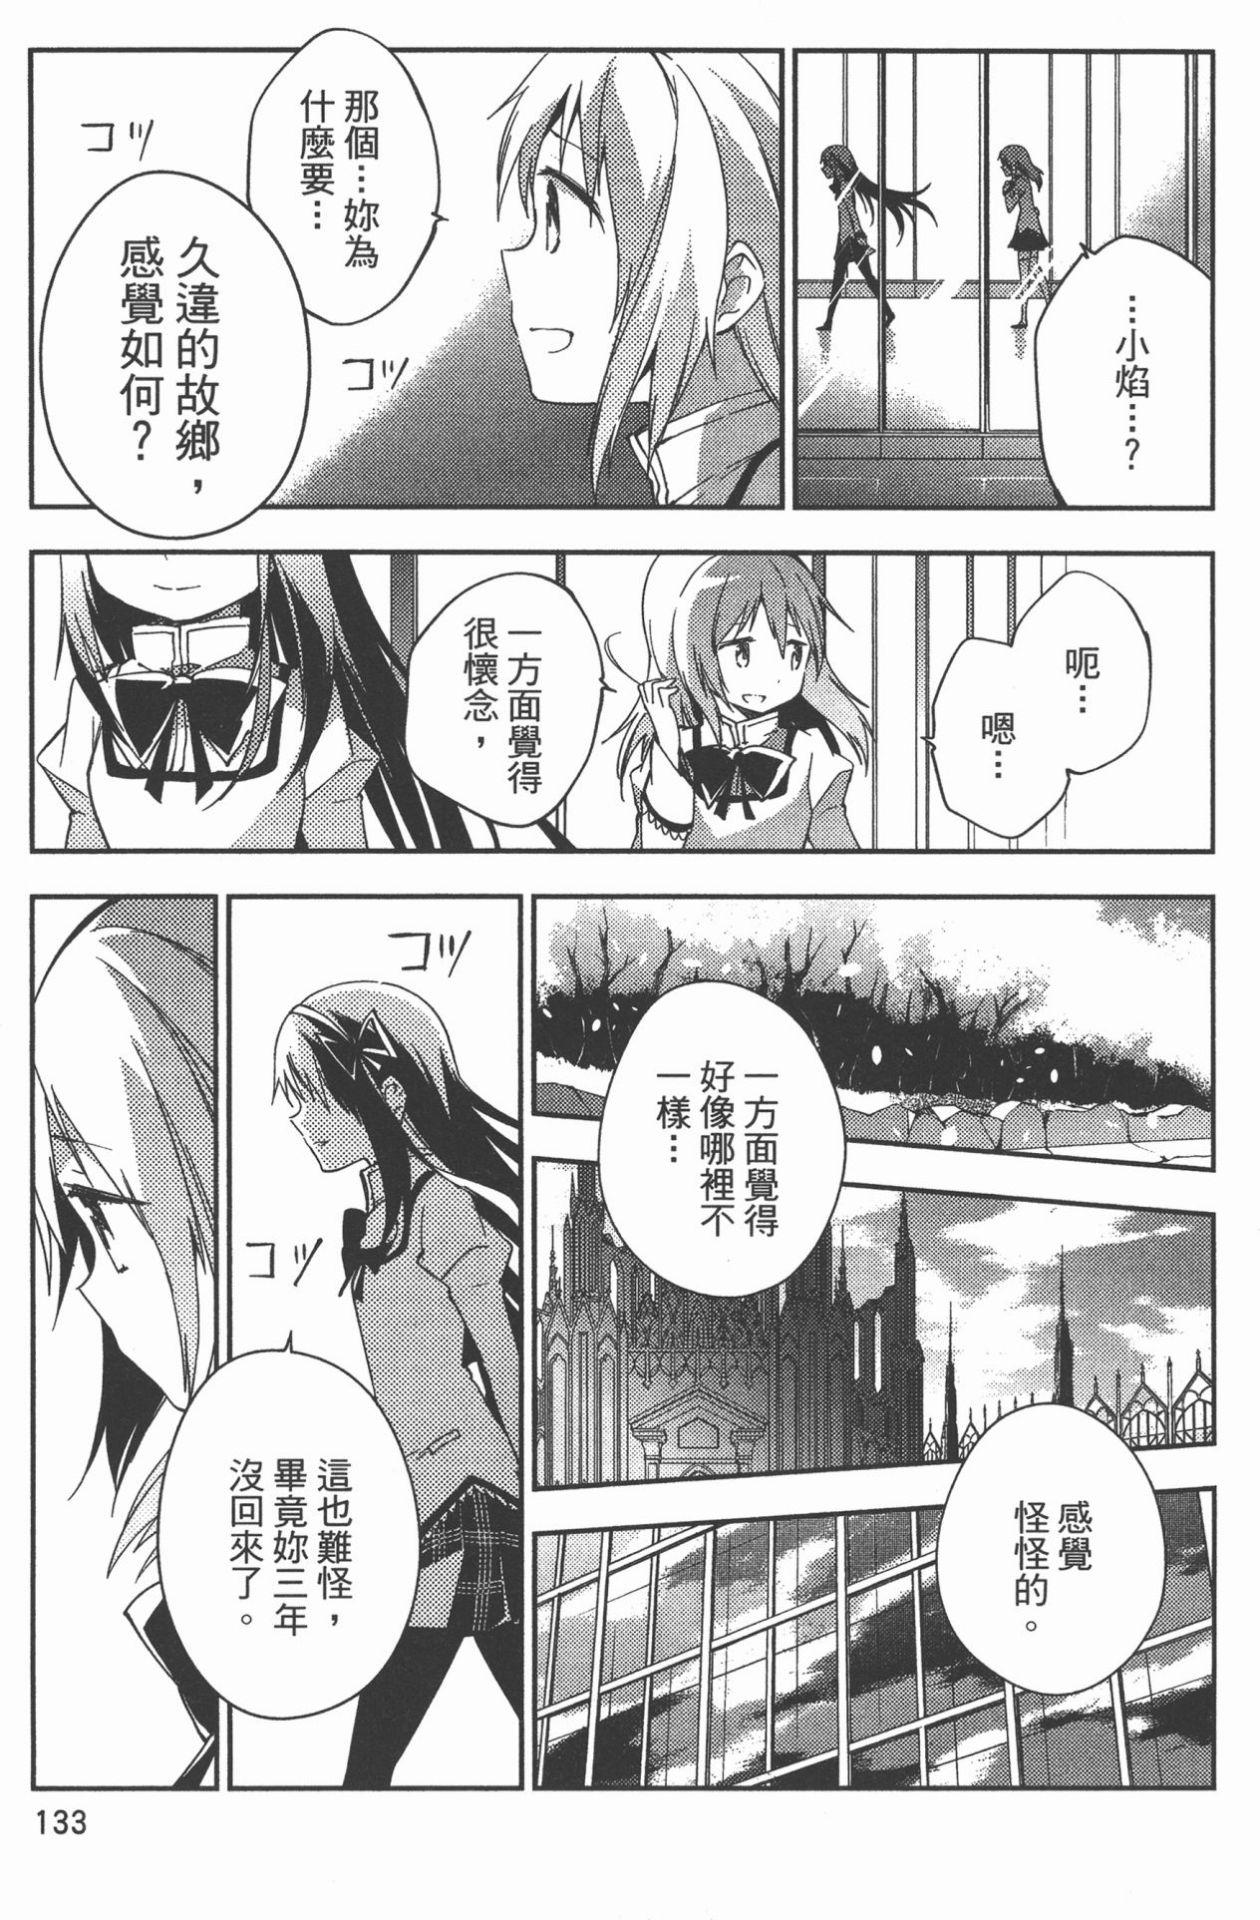 …小焰…?
那個…妳為
什麼要…
コツ
コツ
久違的故鄉，
感覺如何?
呃…
嗯…
一方面覺得
很懷念，
一方面覺得
好像哪裡不
一樣…
感覺
怪怪的。
コツ
コツ
這也難怪，
畢竟妳三年
沒回來了。
133